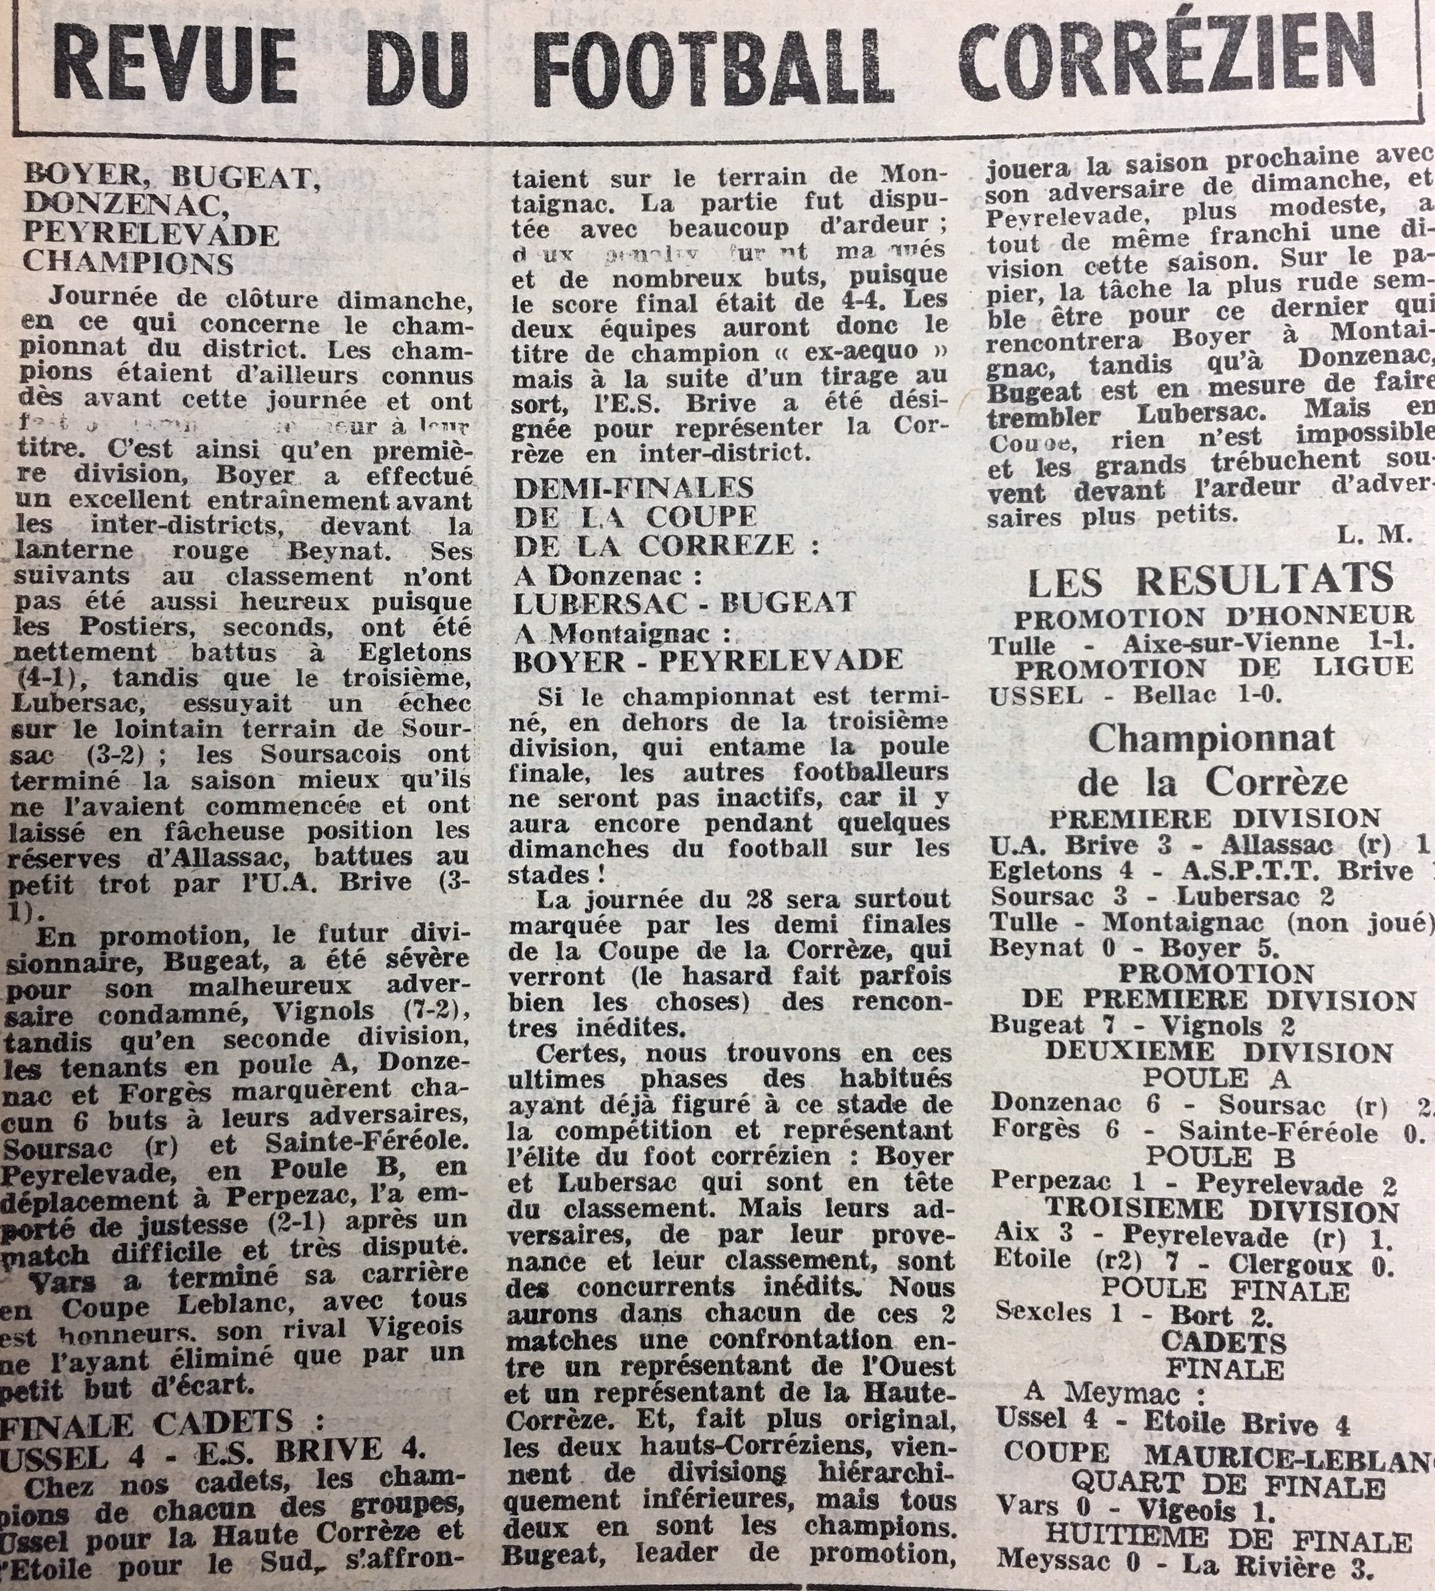 REVUE DU FOOTBALL CORRÉZIEN
BOYER, BUGEAT,
DONZENAC,
PEYRELEVADE
CHAMPIONS
Journée de clôture dimanche,
en ce qui concerne le cham-
pionnat du district. Les cham-
pions étaient d'ailleurs connus
dès avant cette journée et ont
à leur
titre. C'est ainsi qu'en premiè-
re division, Boyer a effectué
un excellent entraînement avant
les inter-districts, devant la
lanterne rouge Beynat. Ses
suivants au classement n'ont
pas été aussi heureux puisque
les Postiers, seconds, ont été
nettement battus à Egletons
(4-1), tandis que le troisième,
Lubersac, essuyait un échec
sur le lointain terrain de Sour-
sac (3-2) ; les Soursacois ont
terminé la saison mieux qu'ils
ne l'avaient commencée et ont
laissé en fâcheuse position les
réserves d'Allassac, battues au
petit trot par l'U.A. Brive (3-
1).
En promotion, le futur divi-
sionnaire, Bugeat, a été sévère
pour son malheureux adver-
saire condamné, Vignols (7-2),
tandis qu'en seconde division,
les tenants en poule A, Donze-
nac et Forgès marquèrent cha-
cun 6 buts à leurs adversaires,
Soursac (r) et Sainte-Féréole.
Peyrelevade, en Poule B, en
déplacement à Perpezac, l'a em-
porté de justesse (2-1) après un
match difficile et très disputé.
Vars a terminé sa carrière
en Coupe Leblanc, avec tous
est honneurs. son rival Vigeois
ne l'ayant éliminé que par un
petit but d'écart.
FINALE CADETS :
USSEL 4 - E.S. BRIVE 4.
Chez nos cadets, les cham-
pions de chacun des groupes,
Ussel pour la Haute Corrèze et
l'Etoile pour le Sud, s'affron-
taient sur le terrain de Mon-
taignac. La partie fut dispu-
tée avec beaucoup d'ardeur ;
deux penalty furent marqués
et de nombreux buts, puisque
le score final était de 4-4. Les
deux équipes auront donc le
titre de champion « ex-aequo »
mais à la suite d'un tirage au
sort, l'E.S. Brive a été dési-
gnée pour représenter la Cor-
rèze en inter-district.
DEMI-FINALES
DE LA COUPE
DE LA CORREZE :
A Donzenac :
LUBERSAC - BUGEAT
A Montaignac :
BOYER - PEYRELEVADE
Si le championnat est termi-
né, en dehors de la troisième
division, qui entame la poule
finale, les autres footballeurs
ne seront pas inactifs, car il y
aura encore pendant quelques
dimanches du football sur les
stades !
La journée du 28 sera surtout
marquée par les demi finales
de la Coupe de la Corrèze, qui
verront (le hasard fait parfois
bien les choses) des rencon-
tres inédites.
Certes, nous trouvons en ces
ultimes phases des habitués
ayant déjà figuré à ce stade de
la compétition et représentant
l'élite du foot corrézien : Boyer
et Lubersac qui sont en tête
du classement. Mais leurs ad-
versaires, de par leur prove-
nance et leur classement, sont
des concurrents inédits. Nous
aurons dans chacun de ces 2
matches une confrontation en-
tre un représentant de l'Ouest
et un représentant de la Haute-
Corrèze. Et, fait plus original,
les deux hauts-Corréziens, vien-
nent de divisions hiérarchi-
quement inférieures, mais tous
deux en sont les champions.
Bugeat, leader de promotion,
jouera la saison prochaine avec
son adversaire de dimanche, et
Peyrelevade, plus modeste, a
tout de même franchi une di-
vision cette saison. Sur le pa-
pier, la tâche la plus rude sem-
ble être pour ce dernier qui
rencontrera Boyer à Montai-
gnac, tandis qu'à Donzenac,
Bugeat est en mesure de faire
trembler Lubersac. Mais en
Coupe, rien n'est impossible
et les grands trébuchent sou-
vent devant l'ardeur d'adver-
saires plus petits.
L. M.
LES RESULTATS
PROMOTION D'HONNEUR
Tulle - Aixe-sur-Vienne 1-1.
PROMOTION DE LIGUE
USSEL - Bellac 1-0.
Championnat
de la Corrèze
PREMIERE DIVISION
U.A. Brive 3 - Allassac (r) 1
Egletons 4 - A.S.P.T.T. Brive 1
Soursac 3 - Lubersac 2
Tulle - Montaignac (non joué)
Beynat 0 - Boyer 5.
PROMOTION
DE PREMIERE DIVISION
Bugeat 7 - Vignols 2
DEUXIEME DIVISION
POULE A
Donzenac 6 - Soursac (r) 2.
Forgès 6 - Sainte-Féréole 0.
POULE B
Perpezac 1 - Peyrelevade 2
TROISIEME DIVISION
Aix 3 - Peyrelevade (r) 1.
Etoile (r2) 7 - Clergoux 0.
POULE FINALE
Sexcles 1 - Bort 2.
CADETS
FINALE
A Meymac :
Ussel 4 - Etoile Brive 4
COUPE MAURICE-LEBLANC
QUART DE FINALE
Vars 0 - Vigeois 1.
HUITIEME DE FINALE
Meyssac 0 - La Rivière 3.